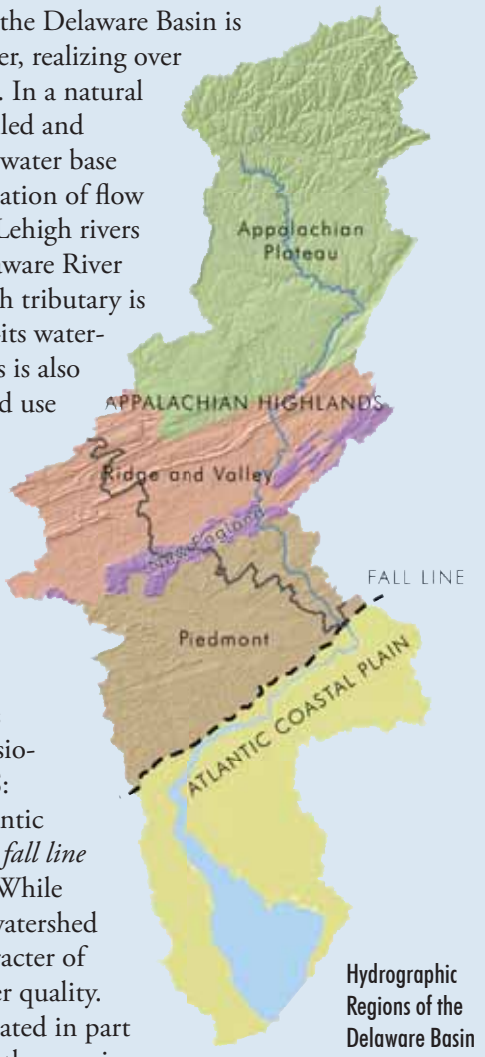 the Delaware Basin is
er, realizing over
. In a natural
led and
water base
ation of flow
Lehigh rivers
aware River
h tributary is
its water-
s is also
d use
sio-
:
ntic
fall line
While
watershed
racter of
er quality.
ated in part
Appalachian
Plateau
APPALACHIAN HIGHLANDS
Ridge and Valley
New England
FALL LINE
Piedmont
ATLANTIC COASTAL PLAIN
Hydrographic
Regions of the
Delaware Basin